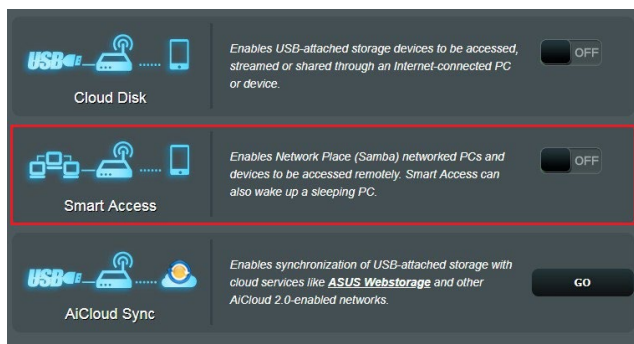 USB
Cloud Disk
Enables USB-attached storage devices to be accessed,
streamed or shared through an Internet-connected PC
or device.
OFF
Smart Access
Enables Network Place (Samba) networked PCs and
devices to be accessed remotely. Smart Access can
also wake up a sleeping PC.
OFF
USB
AiCloud Sync
Enables synchronization of USB-attached storage with
cloud services like ASUS Webstorage and other
AiCloud 2.0-enabled networks.
GO